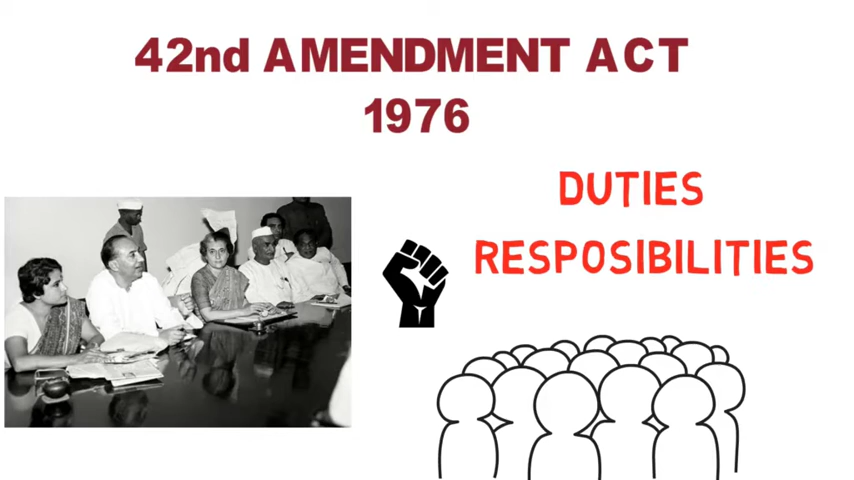 42nd AMENDMENT ACT
1976
DUTIES
RESPOSIBILITIES